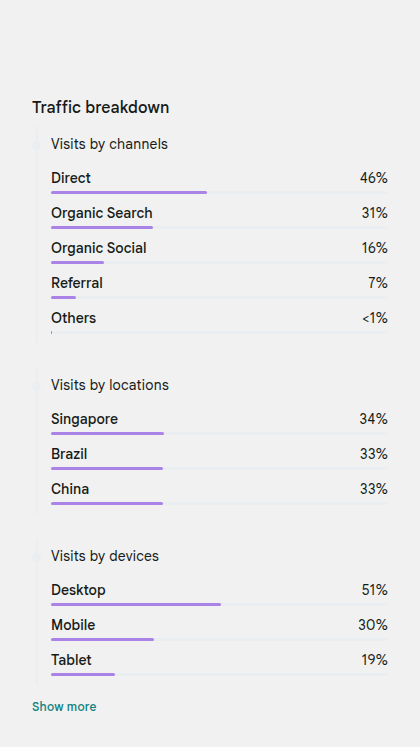 Traffic breakdown
Visits by channels
Direct 46%
Organic Search 31%
Organic Social 16%
Referral 7%
Others <1%
Visits by locations
Singapore 34%
Brazil 33%
China 33%
Visits by devices
Desktop 51%
Mobile 30%
Tablet 19%
Show more